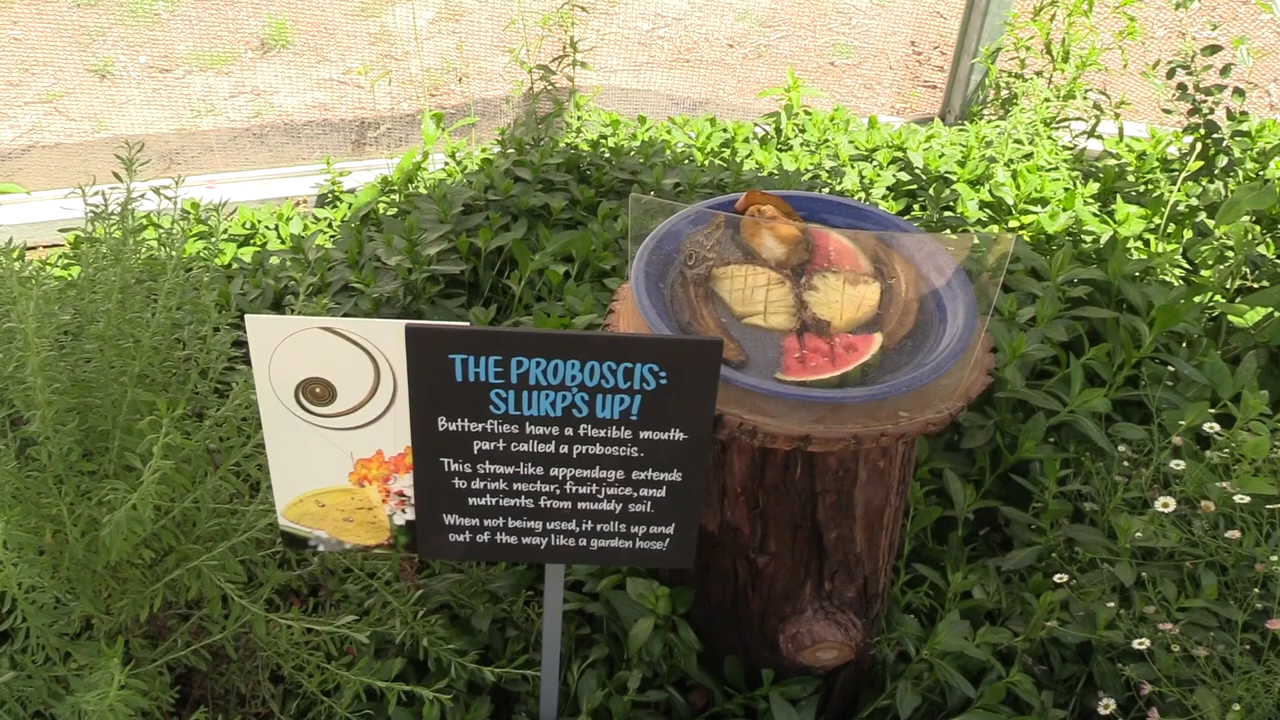 THE PROBOSCIS:
SLURP'S UP!
Butterflies have a flexible mouth-
part called a proboscis.
This straw-like appendage extends
to drink nectar, fruit juice, and
nutrients from muddy soil.
When not being used, it rolls up and
out of the way like a garden hose!